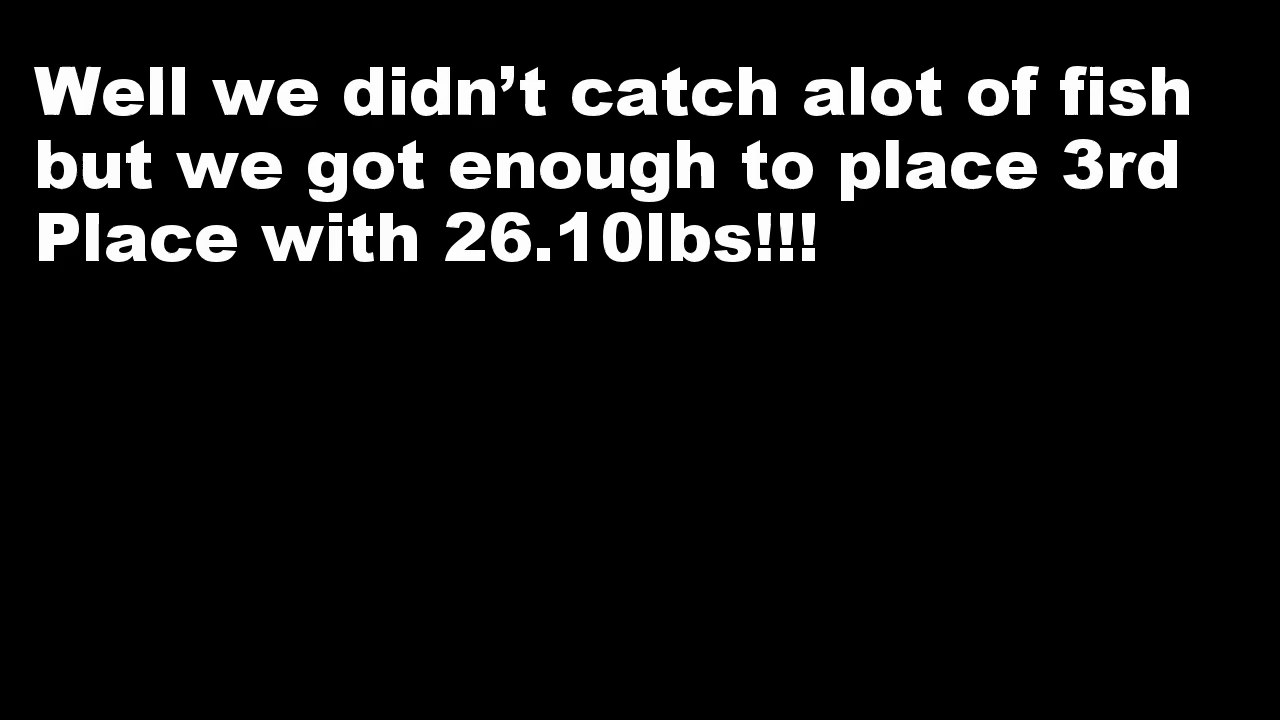 Well we didn’t catch alot of fish
but we got enough to place 3rd
Place with 26.10lbs!!!